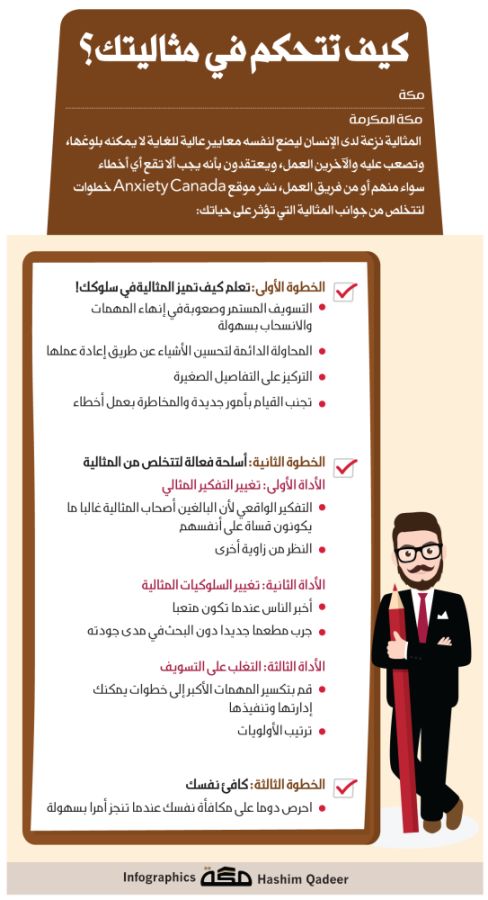 كيف تتحكم في مثاليتك؟
مكة
مكة المكرمة
المثالية نزعة لدى الإنسان ليضع لنفسه معايير عالية للغاية لا يمكنه بلوغها،
وتصعب عليه والآخرين العمل، ويعتقدون بأنه يجب ألا تقع أي أخطاء
سواء منهم أو من فريق العمل، نشر موقع Anxiety Canada خطوات
لتتخلص من جوانب المثالية التي تؤثر على حياتك:
الخطوة الأولى: تعلم كيف تميز المثالية في سلوكك!
• التسويف المستمر وصعوبة في إنهاء المهمات
والانسحاب بسهولة
• المحاولة الدائمة لتحسين الأشياء عن طريق إعادة عملها
• التركيز على التفاصيل الصغيرة
• تجنب القيام بأمور جديدة والمخاطرة بعمل أخطاء
الخطوة الثانية: أسلحة فعالة لتتخلص من المثالية
الأداة الأولى: تغيير التفكير المثالي
• التفكير الواقعي لأن البالغين أصحاب المثالية غالبا ما
يكونون قساة على أنفسهم
• النظر من زاوية أخرى
الأداة الثانية: تغيير السلوكيات المثالية
• أخبر الناس عندما تكون متعبا
• جرب مطعما جديدا دون البحث في مدى جودته
الأداة الثالثة: التغلب على التسويف
• قم بتكسير المهمات الأكبر إلى خطوات يمكنك
إدارتها وتنفيذها
• ترتيب الأولويات
الخطوة الثالثة: كافئ نفسك
• احرص دوما على مكافأة نفسك عندما تنجز أمرا بسهولة
Infographics مكة Hashim Qadeer